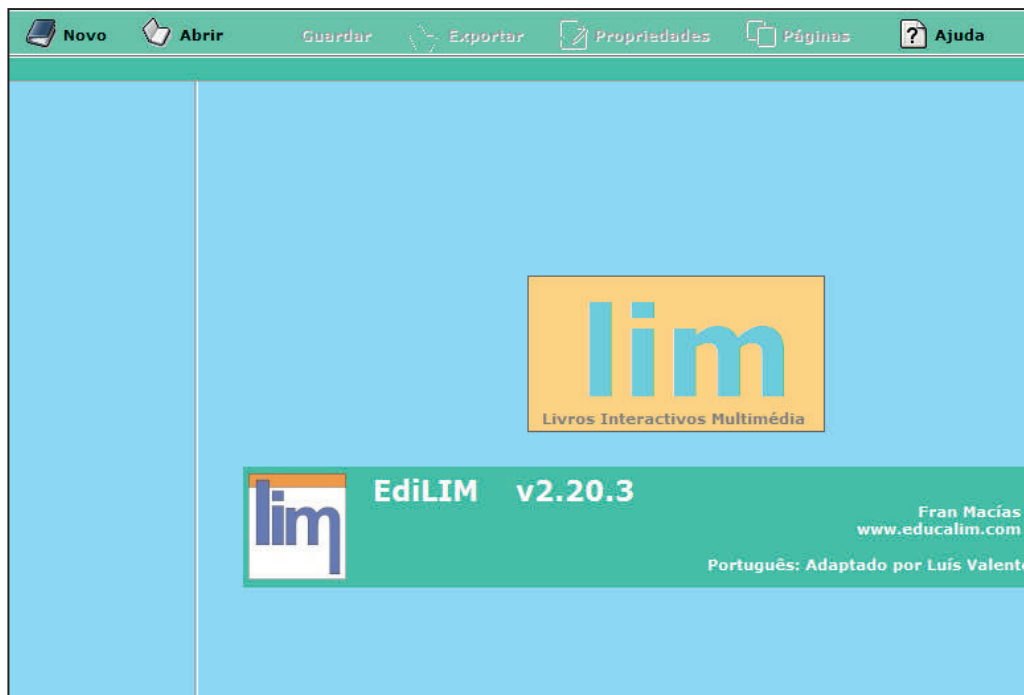 Novo Abrir Guardar Exportar Propriedades Páginas Ajuda
lim
Livros Interactivos Multimédia
lim
EdiLIM v2.20.3
Fran Macías
www.educalim.com
Português: Adaptado por Luís Valente